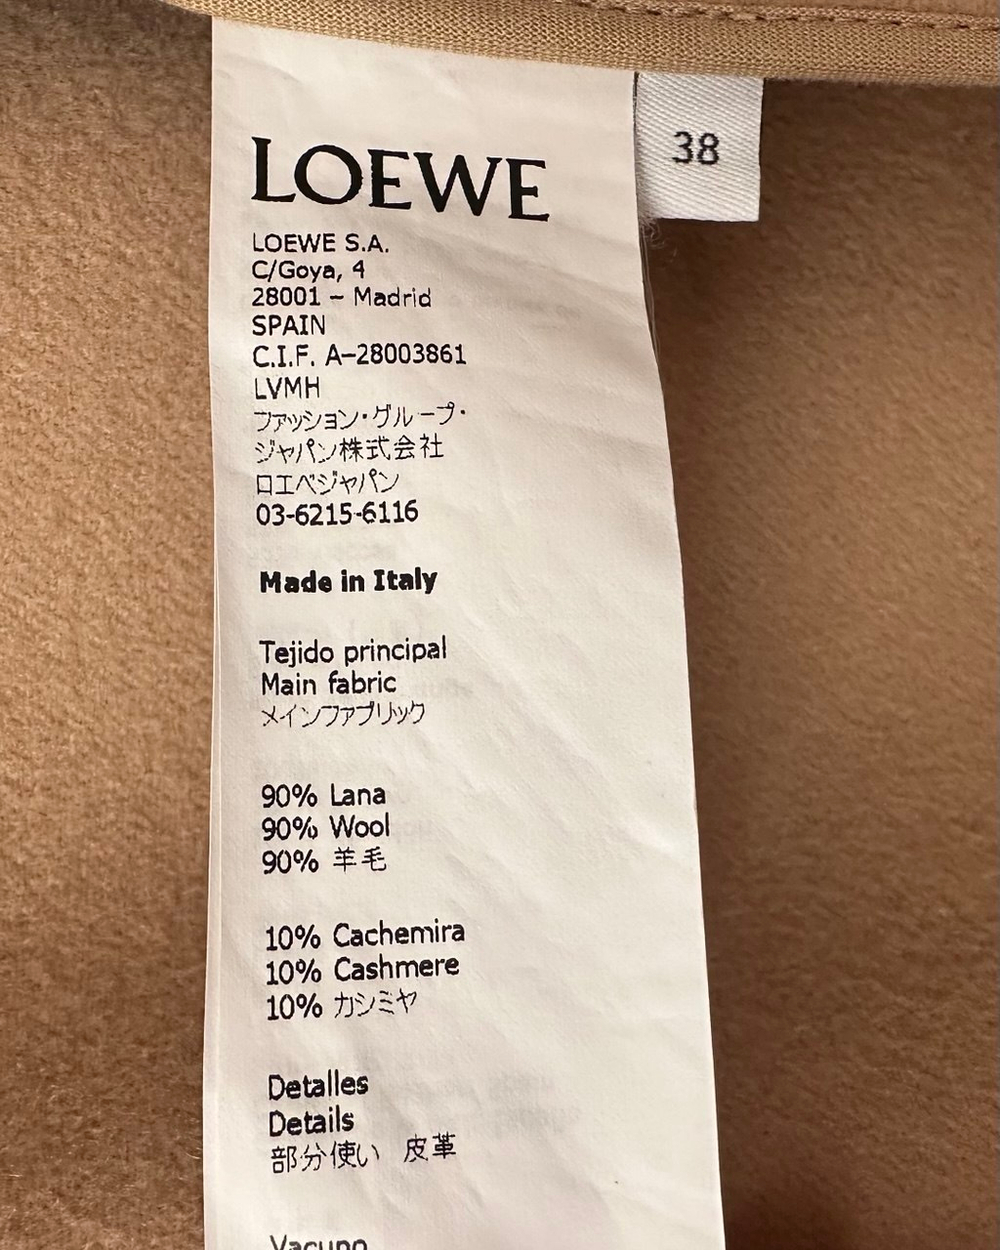 LOEWE
38
LOEWE S.A.
C/Goya, 4
28001 – Madrid
SPAIN
C.I.F. A–28003861
LVMH
ファッション・グループ・
ジャパン株式会社
ロエベジャパン
03-6215-6116
Made in Italy
Tejido principal
Main fabric
メインファブリック
90% Lana
90% Wool
90% 羊毛
10% Cachemira
10% Cashmere
10% カシミヤ
Detalles
Details
部分使い 皮革
Vacuno